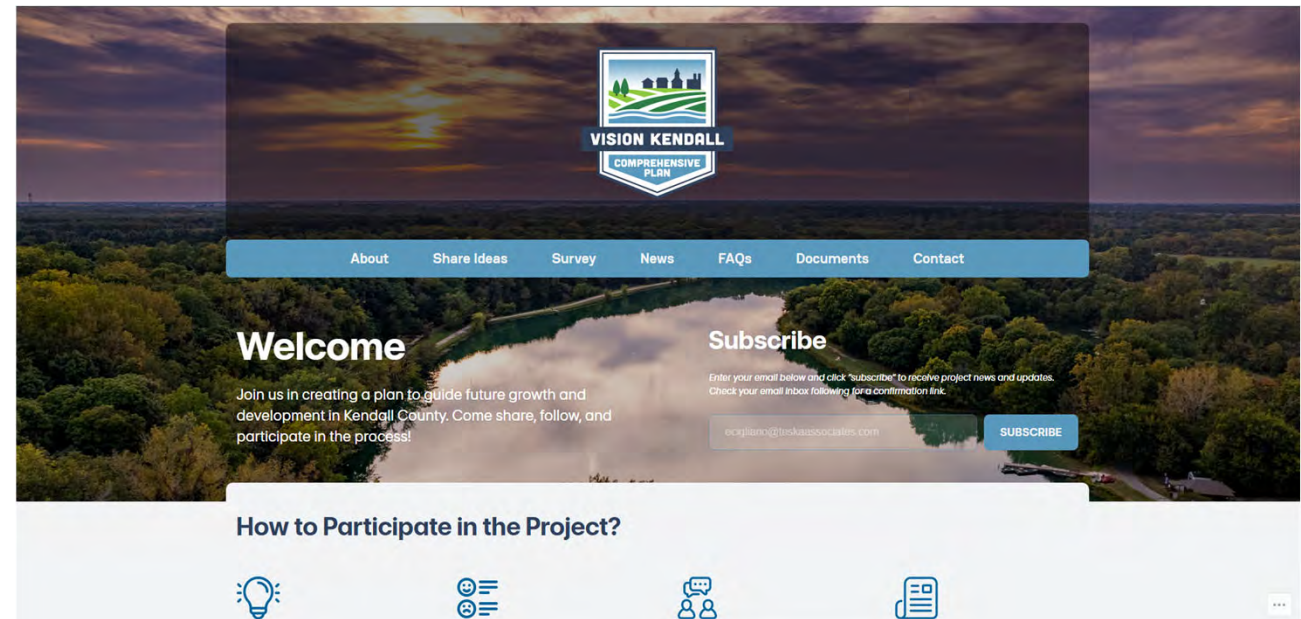 VISION KENDALL
COMPREHENSIVE
PLAN
About Share Ideas Survey News FAQs Documents Contact
Welcome
Join us in creating a plan to guide future growth and
development in Kendall County. Come share, follow, and
participate in the process!
Subscribe
Enter your email below and click "subscribe" to receive project news and updates.
Check your email inbox following for a confirmation link.
SUBSCRIBE
How to Participate in the Project?